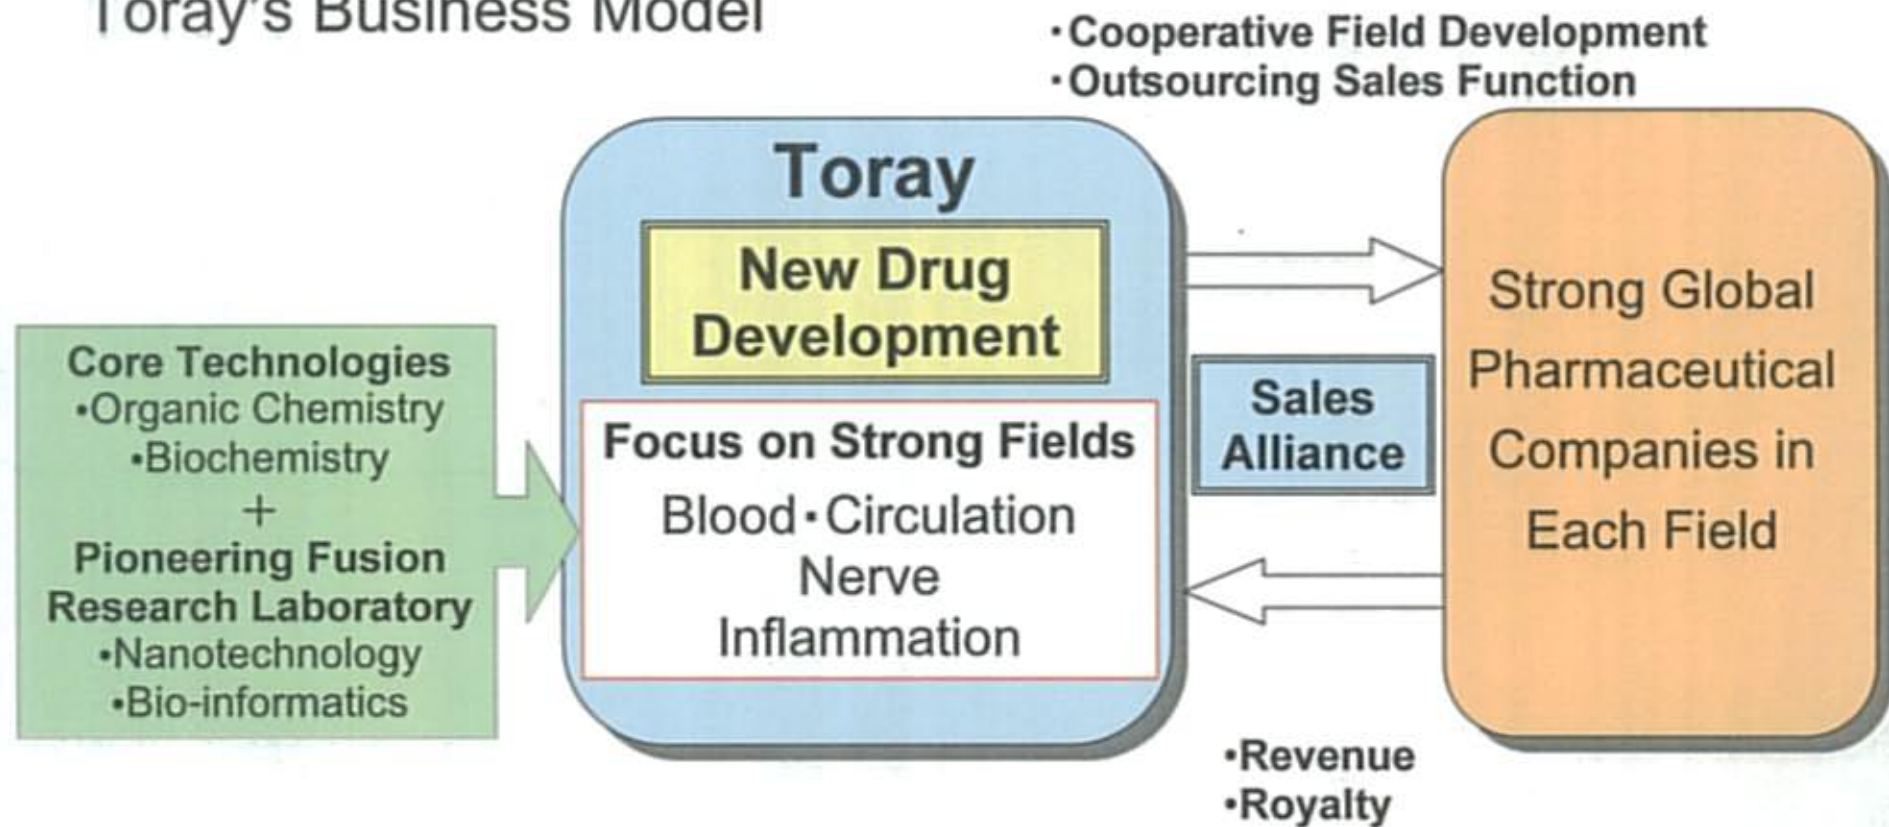 Toray's Business Model
·Cooperative Field Development
·Outsourcing Sales Function
Core Technologies
•Organic Chemistry
•Biochemistry
+
Pioneering Fusion
Research Laboratory
•Nanotechnology
•Bio-informatics
Toray
New Drug
Development
Focus on Strong Fields
Blood・Circulation
Nerve
Inflammation
Sales
Alliance
Strong Global
Pharmaceutical
Companies in
Each Field
•Revenue
•Royalty